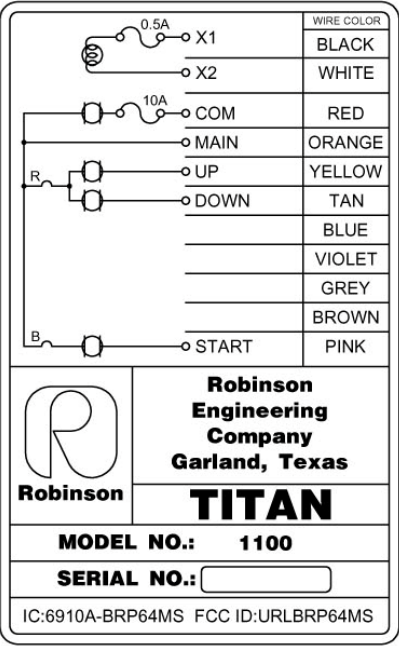 WIRE COLOR
0.5A X1 BLACK
X2 WHITE
10A COM RED
MAIN ORANGE
R UP YELLOW
DOWN TAN
BLUE
VIOLET
GREY
BROWN
B START PINK
Robinson
Engineering
Company
Garland, Texas
Robinson
TITAN
MODEL NO.: 1100
SERIAL NO.:
IC:6910A-BRP64MS FCC ID:URLBRP64MS